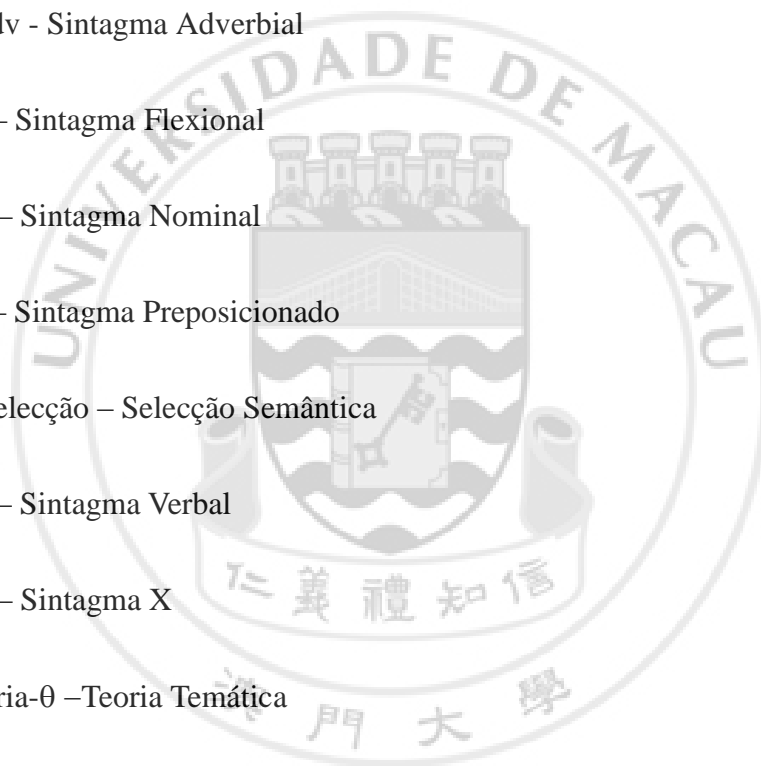 dv - Sintagma Adverbial
– Sintagma Flexional
– Sintagma Nominal
– Sintagma Preposicionado
elecção – Selecção Semântica
– Sintagma Verbal
– Sintagma X
ria-θ –Teoria Temática
UNIVERSIDADE DE MACAU
仁義禮知信
澳門大學